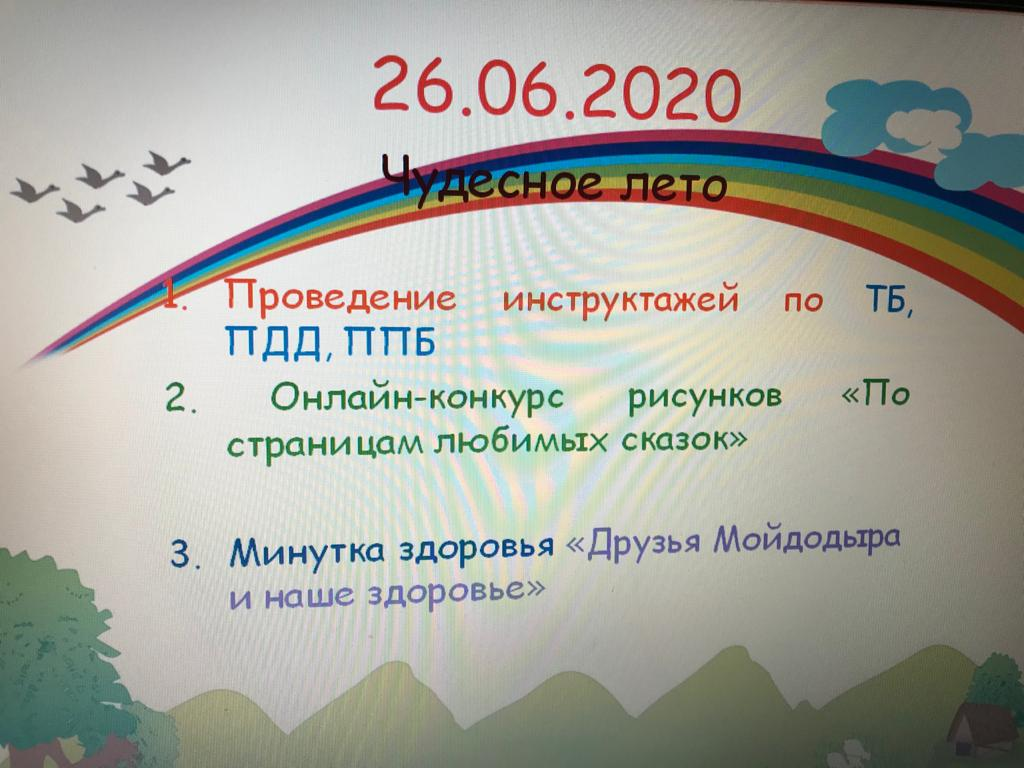 26.06.2020
Чудесное лето
1. Проведение инструктажей по ТБ,
ПДД, ППБ
2. Онлайн-конкурс рисунков «По
страницам любимых сказок»
3. Минутка здоровья «Друзья Мойдодыра
и наше здоровье»